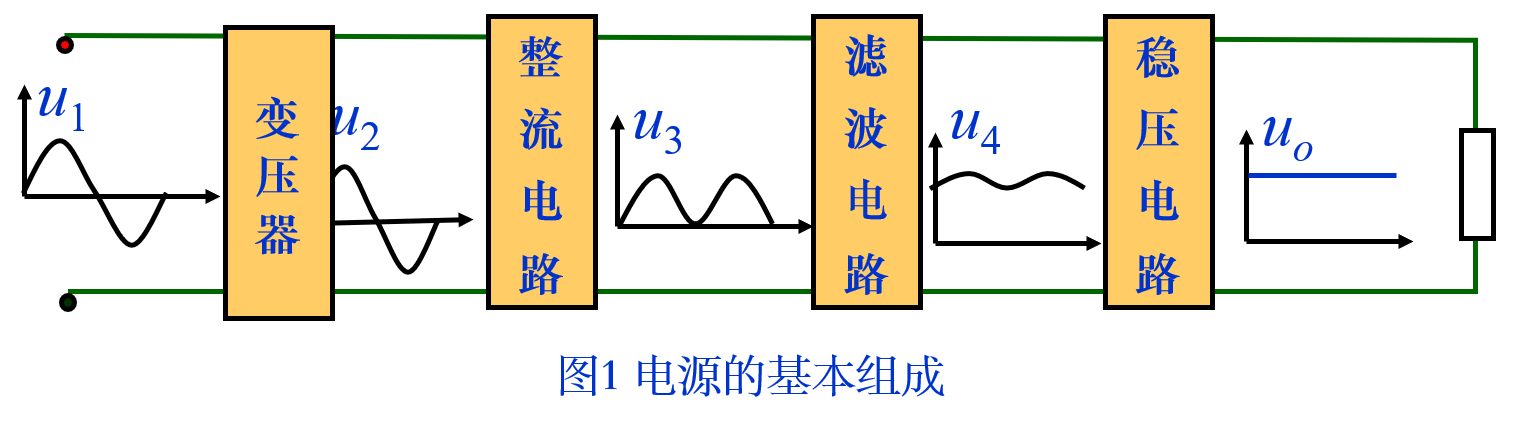 u1
变压器
u2
整流电路
u3
滤波电路
u4
稳压电路
uo
图1 电源的基本组成